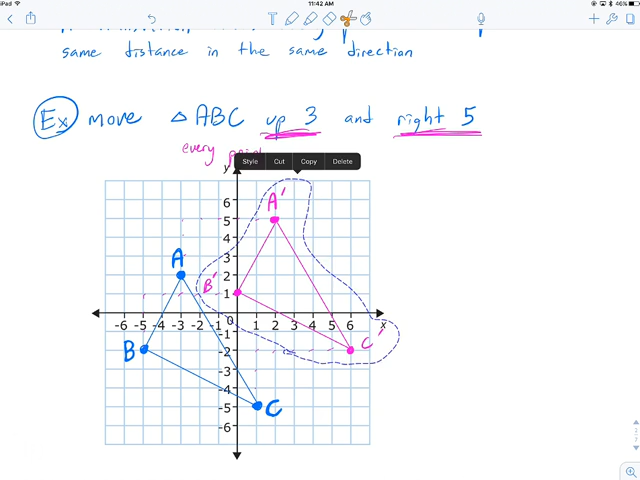 iPad
11:42 AM
46%
same distance in the same direction
Ex move △ABC up 3 and right 5
every
Style Cut Copy Delete
y
6
5
4
3
2
1
0
-6 -5 -4 -3 -2 -1 1 2 3 4 5 6 x
-1
-2
-3
-4
-5
-6
A'
A
B'
B
C'
C